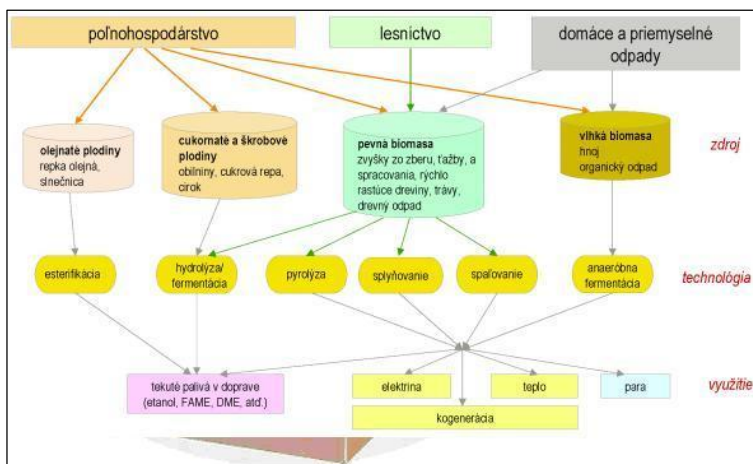 poľnohospodárstvo
lesníctvo
domáce a priemyselné
odpady
olejnaté plodiny
repka olejná,
slnečnica
cukornaté a škrobové
plodiny
obilniny, cukrová repa,
cirok
pevná biomasa
zvyšky zo zberu, ťažby, a
spracovania, rýchlo
rastúce dreviny, trávy,
drevný odpad
vlhká biomasa
hnoj
organický odpad
zdroj
esterifikácia
hydrolýza/
fermentácia
pyrolýza
splyňovanie
spaľovanie
anaeróbna
fermentácia
technológia
tekuté palivá v doprave
(etanol, FAME, DME, atď.)
elektrina
teplo
para
využitie
kogenerácia